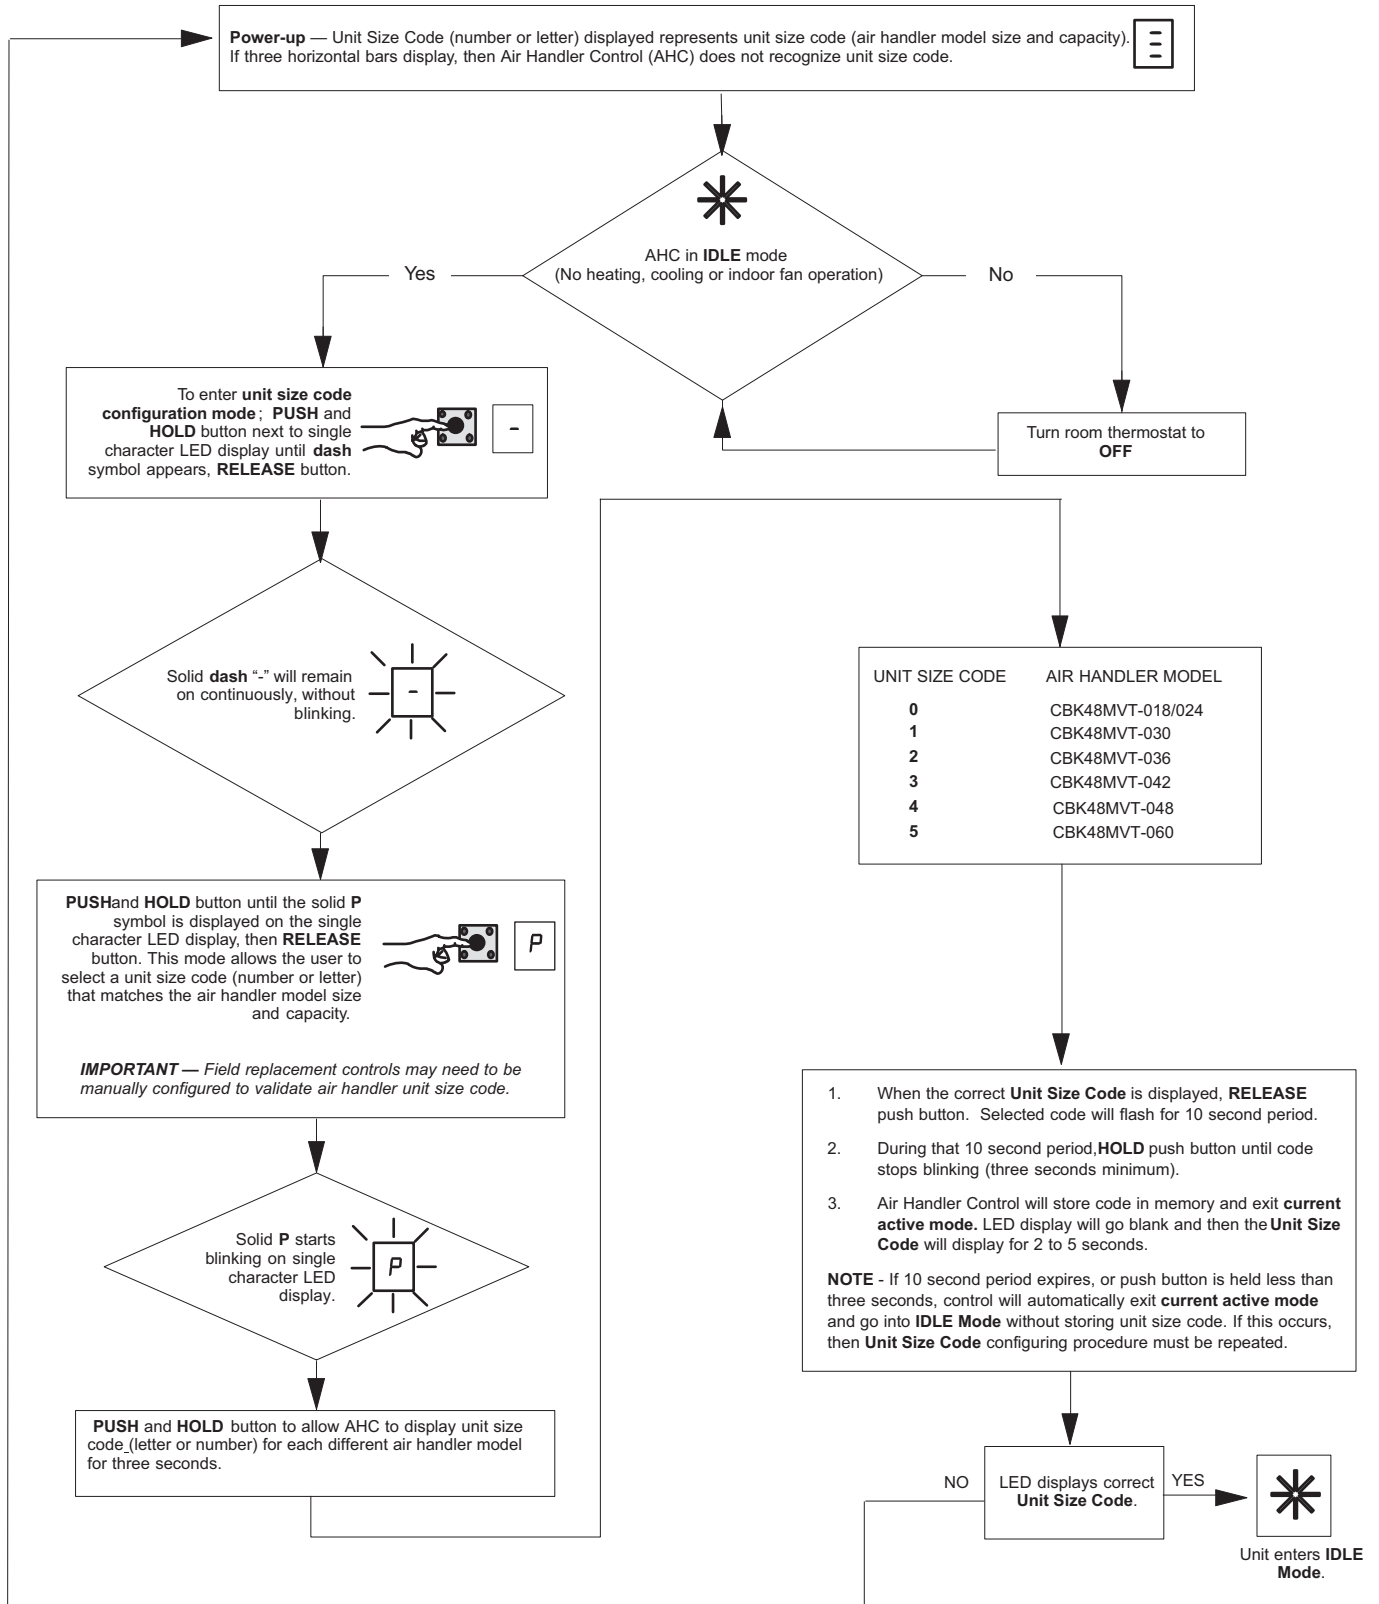 Power-up — Unit Size Code (number or letter) displayed represents unit size code (air handler model size and capacity).
If three horizontal bars display, then Air Handler Control (AHC) does not recognize unit size code.
AHC in IDLE mode
(No heating, cooling or indoor fan operation)
Yes
No
To enter unit size code
configuration mode; PUSH and
HOLD button next to single
character LED display until dash
symbol appears, RELEASE button.
-
Turn room thermostat to
OFF
Solid dash “-” will remain
on continuously, without
blinking.
-
PUSHand HOLD button until the solid P
symbol is displayed on the single
character LED display, then RELEASE
button. This mode allows the user to
select a unit size code (number or letter)
that matches the air handler model size
and capacity.
P
IMPORTANT — Field replacement controls may need to be
manually configured to validate air handler unit size code.
Solid P starts
blinking on single
character LED
display.
P
PUSH and HOLD button to allow AHC to display unit size
code (letter or number) for each different air handler model
for three seconds.
UNIT SIZE CODE AIR HANDLER MODEL
0 CBK48MVT-018/024
1 CBK48MVT-030
2 CBK48MVT-036
3 CBK48MVT-042
4 CBK48MVT-048
5 CBK48MVT-060
1. When the correct Unit Size Code is displayed, RELEASE
push button. Selected code will flash for 10 second period.
2. During that 10 second period,HOLD push button until code
stops blinking (three seconds minimum).
3. Air Handler Control will store code in memory and exit current
active mode. LED display will go blank and then the Unit Size
Code will display for 2 to 5 seconds.
NOTE - If 10 second period expires, or push button is held less than
three seconds, control will automatically exit current active mode
and go into IDLE Mode without storing unit size code. If this occurs,
then Unit Size Code configuring procedure must be repeated.
NO
LED displays correct
Unit Size Code.
YES
Unit enters IDLE
Mode.